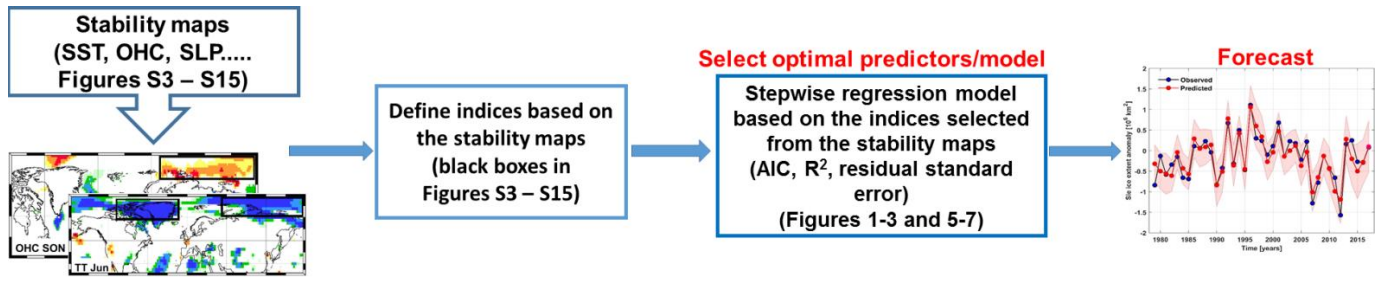 Stability maps
(SST, OHC, SLP.....
Figures S3 – S15)
OHC SON
TT Jun
Define indices based on
the stability maps
(black boxes in
Figures S3 – S15)
Select optimal predictors/model
Stepwise regression model
based on the indices selected
from the stability maps
(AIC, R², residual standard
error)
(Figures 1-3 and 5-7)
Forecast
Observed
Predicted
Sie ice extent anomaly [10⁶ km²]
2
1.5
1
0.5
0
-0.5
-1
-1.5
-2
1980 1985 1990 1995 2000 2005 2010 2015
Time [years]